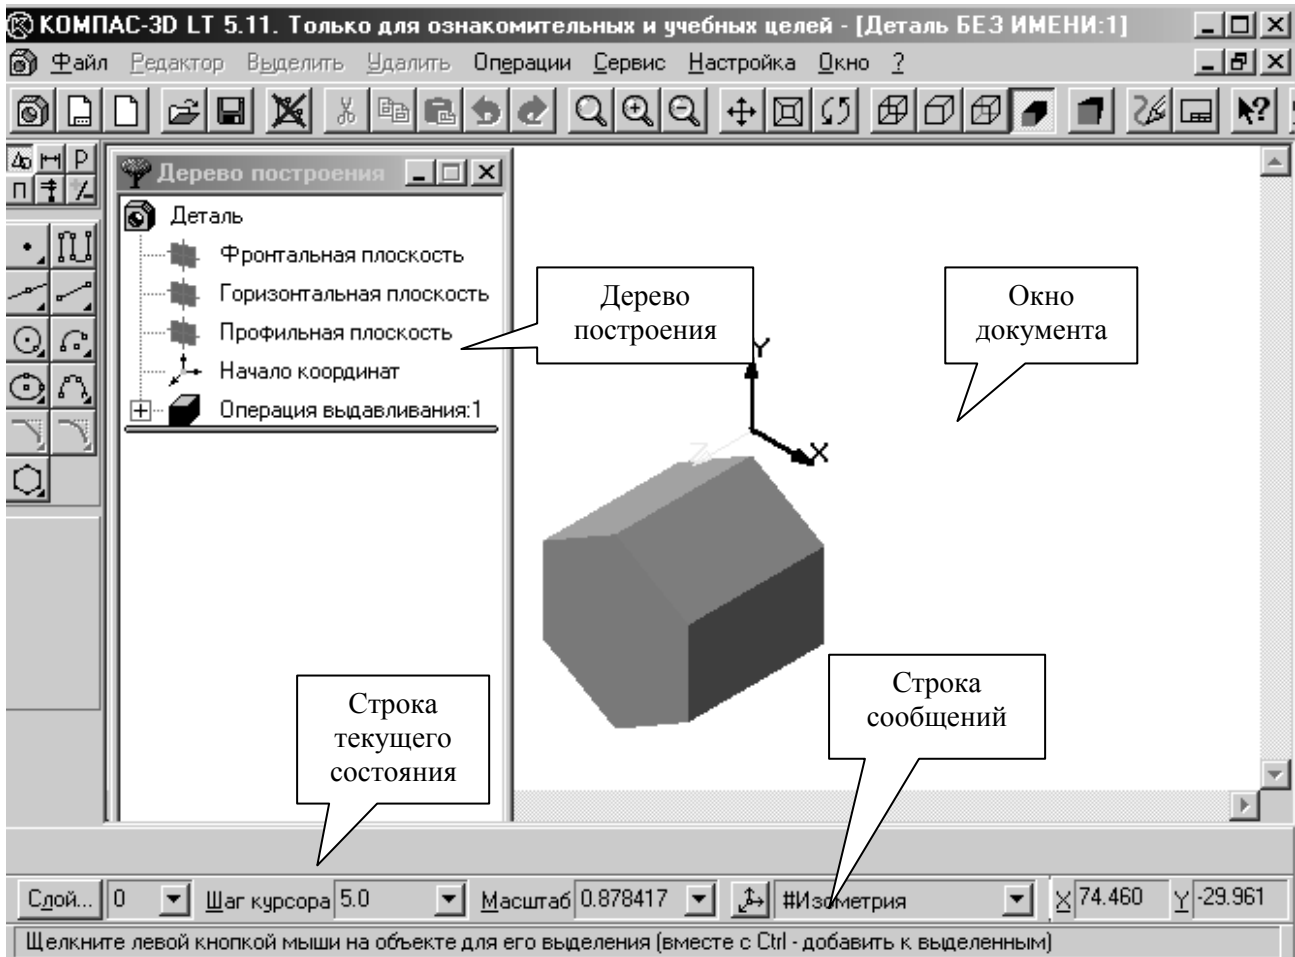 КОМПАС-3D LT 5.11. Только для ознакомительных и учебных целей - [Деталь БЕЗ ИМЕНИ:1]
Файл Редактор Выделить Удалить Операции Сервис Настройка Окно ?
Дерево построения
Деталь
Фронтальная плоскость
Горизонтальная плоскость
Профильная плоскость
Начало координат
Операция выдавливания:1
Дерево
построения
Окно
документа
Y
X
Z
Строка
текущего
состояния
Строка
сообщений
Слой... 0 Шаг курсора 5.0 Масштаб 0.878417 #Изометрия X 74.460 Y -29.961
Щелкните левой кнопкой мыши на объекте для его выделения (вместе с Ctrl - добавить к выделенным)